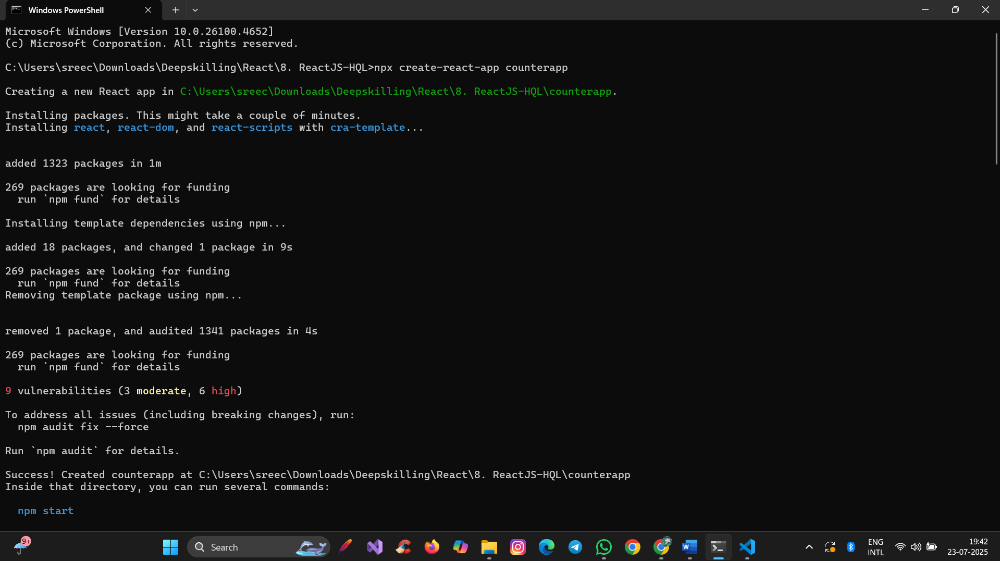 Windows PowerShell
Microsoft Windows [Version 10.0.26100.4652]
(c) Microsoft Corporation. All rights reserved.
C:\Users\sreec\Downloads\Deepskilling\React\8. ReactJS-HQL>npx create-react-app counterapp
Creating a new React app in C:\Users\sreec\Downloads\Deepskilling\React\8. ReactJS-HQL\counterapp.
Installing packages. This might take a couple of minutes.
Installing react, react-dom, and react-scripts with cra-template...
added 1323 packages in 1m
269 packages are looking for funding
  run `npm fund` for details
Installing template dependencies using npm...
added 18 packages, and changed 1 package in 9s
269 packages are looking for funding
  run `npm fund` for details
Removing template package using npm...
removed 1 package, and audited 1341 packages in 4s
269 packages are looking for funding
  run `npm fund` for details
9 vulnerabilities (3 moderate, 6 high)
To address all issues (including breaking changes), run:
  npm audit fix --force
Run `npm audit` for details.
Success! Created counterapp at C:\Users\sreec\Downloads\Deepskilling\React\8. ReactJS-HQL\counterapp
Inside that directory, you can run several commands:
  npm start
9+
Search
ENG
INTL
19:42
23-07-2025